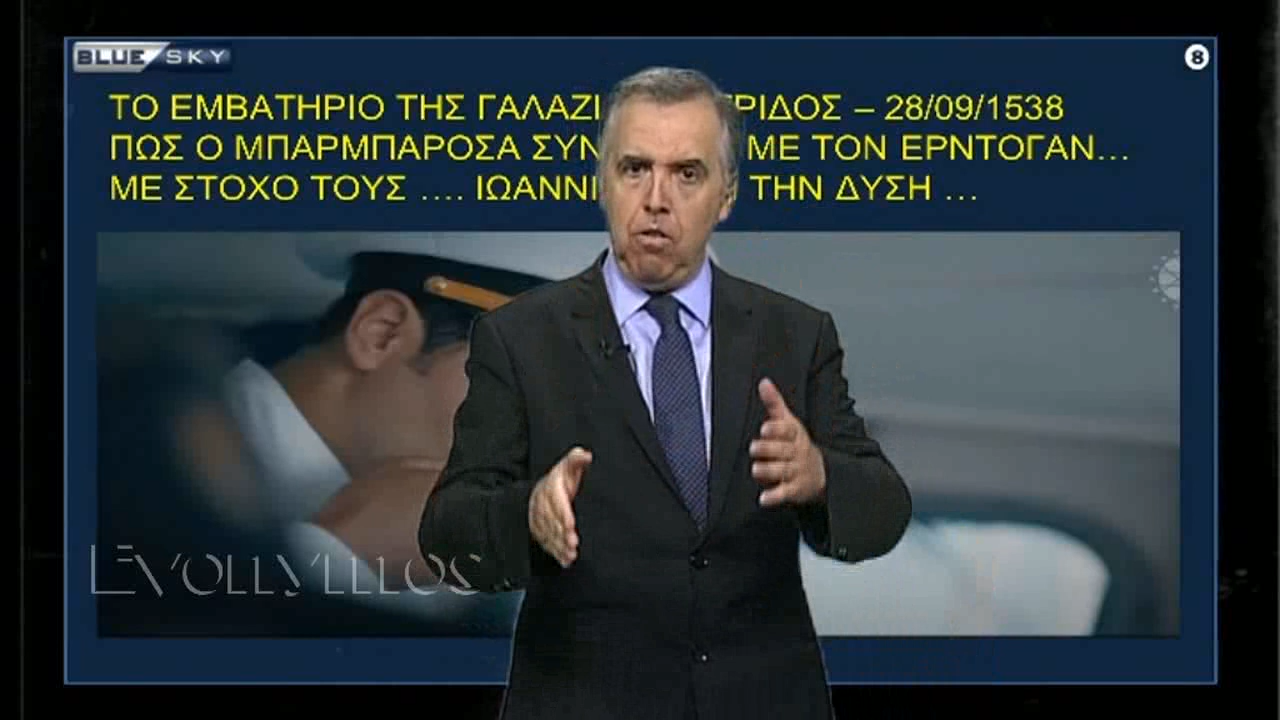 BLUE SKY
8
ΤΟ ΕΜΒΑΤΗΡΙΟ ΤΗΣ ΓΑΛΑΖΙ ΡΙΔΟΣ – 28/09/1538
ΠΩΣ Ο ΜΠΑΡΜΠΑΡΟΣΑ ΣΥΝ ΜΕ ΤΟΝ ΕΡΝΤΟΓΑΝ…
ΜΕ ΣΤΟΧΟ ΤΟΥΣ …. ΙΩΑΝΝΙ ΤΗΝ ΔΥΣΗ …